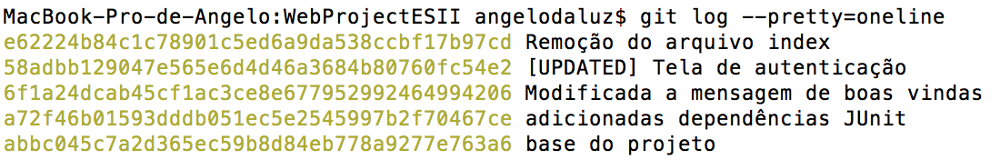 MacBook-Pro-de-Angelo:WebProjectESII angelodaluz$ git log --pretty=oneline
e62224b84c1c78901c5ed6a9da538ccbf17b97cd Remoção do arquivo index
58adbb129047e565e6d4d46a3684b80760fc54e2 [UPDATED] Tela de autenticação
6f1a24dcab45cf1ac3ce8e677952992464994206 Modificada a mensagem de boas vindas
a72f46b01593dddb051ec5e2545997b2f70467ce adicionadas dependências JUnit
abbc045c7a2d365ec59b8d84eb778a9277e763a6 base do projeto